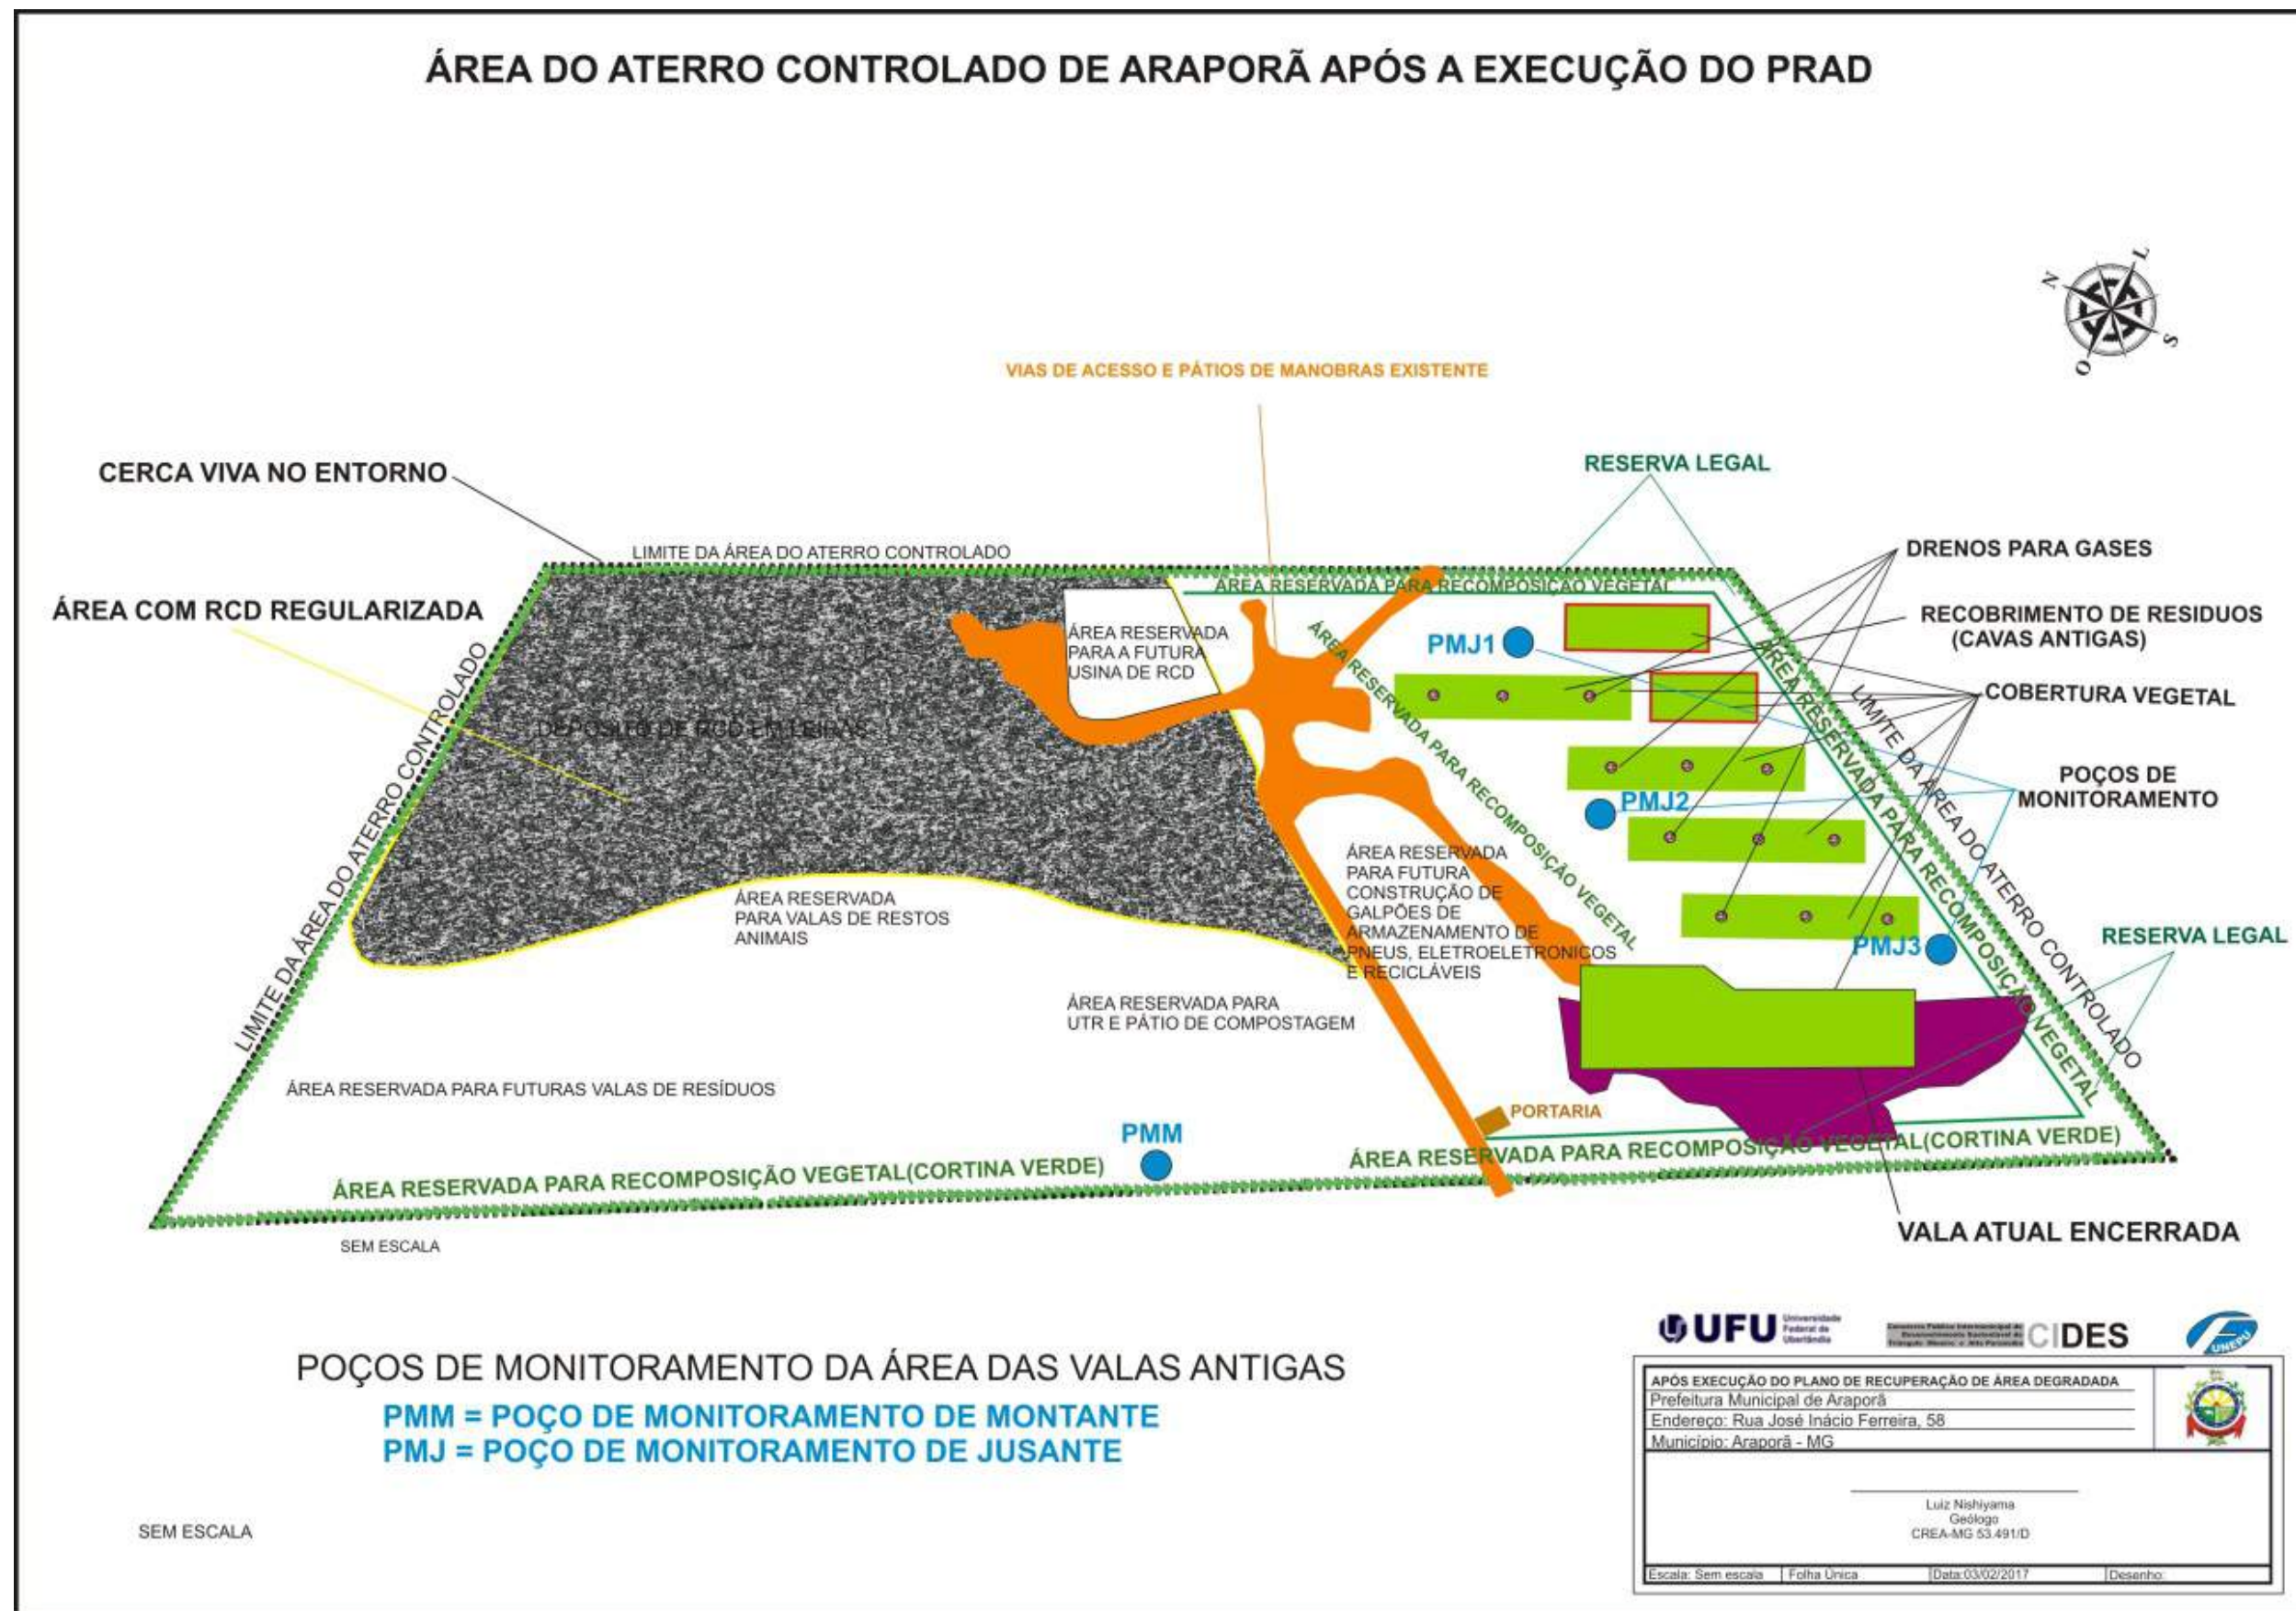 ÁREA DO ATERRO CONTROLADO DE ARAPORÃ APÓS A EXECUÇÃO DO PRAD
N
L
S
O
VIAS DE ACESSO E PÁTIOS DE MANOBRAS EXISTENTE
CERCA VIVA NO ENTORNO
RESERVA LEGAL
LIMITE DA ÁREA DO ATERRO CONTROLADO
DRENOS PARA GASES
ÁREA RESERVADA PARA RECOMPOSIÇÃO VEGETAL
ÁREA COM RCD REGULARIZADA
RECOBRIMENTO DE RESIDUOS
(CAVAS ANTIGAS)
ÁREA RESERVADA
PARA A FUTURA
USINA DE RCD
PMJ1
ÁREA RESERVADA PARA RECOMPOSIÇÃO VEGETAL
ÁREA RESERVADA PARA RECOMPOSIÇÃO VEGETAL
LIMITE DA ÁREA DO ATERRO CONTROLADO
LIMITE DA ÁREA DO ATERRO CONTROLADO
COBERTURA VEGETAL
DEPOSITO DE RCD EM LEIRAS
POÇOS DE
MONITORAMENTO
PMJ2
ÁREA RESERVADA
PARA FUTURA
CONSTRUÇÃO DE
GALPÕES DE
ARMAZENAMENTO DE
PNEUS, ELETROELETRONICOS
E RECICLÁVEIS
ÁREA RESERVADA
PARA VALAS DE RESTOS
ANIMAIS
PMJ3
RESERVA LEGAL
ÁREA RESERVADA PARA
UTR E PÁTIO DE COMPOSTAGEM
ÁREA RESERVADA PARA FUTURAS VALAS DE RESÍDUOS
PORTARIA
PMM
ÁREA RESERVADA PARA RECOMPOSIÇÃO VEGETAL(CORTINA VERDE)
ÁREA RESERVADA PARA RECOMPOSIÇÃO VEGETAL(CORTINA VERDE)
SEM ESCALA
VALA ATUAL ENCERRADA
POÇOS DE MONITORAMENTO DA ÁREA DAS VALAS ANTIGAS
PMM = POÇO DE MONITORAMENTO DE MONTANTE
PMJ = POÇO DE MONITORAMENTO DE JUSANTE
SEM ESCALA
UFU
Universidade
Federal de
Uberlândia
CIDES
UNEPU
APÓS EXECUÇÃO DO PLANO DE RECUPERAÇÃO DE ÁREA DEGRADADA
Prefeitura Municipal de Araporã
Endereço: Rua José Inácio Ferreira, 58
Município: Araporã - MG
Luiz Nishiyama
Geólogo
CREA-MG 53.491/D
Escala: Sem escala
Folha Única
Data:03/02/2017
Desenho: